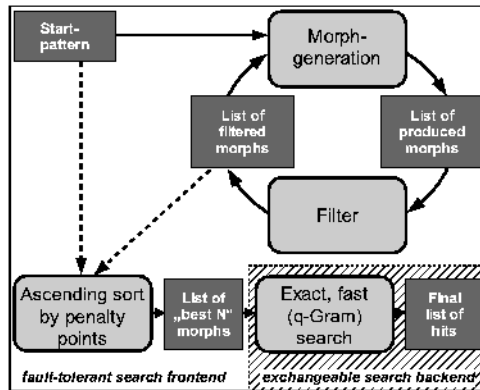 Start-
pattern
Morph-
generation
List of
filtered
morphs
List of
produced
morphs
Filter
Ascending sort
by penalty
points
List of
„best N“
morphs
Exact, fast
(q-Gram)
search
Final
list of
hits
fault-tolerant search frontend
exchangeable search backend